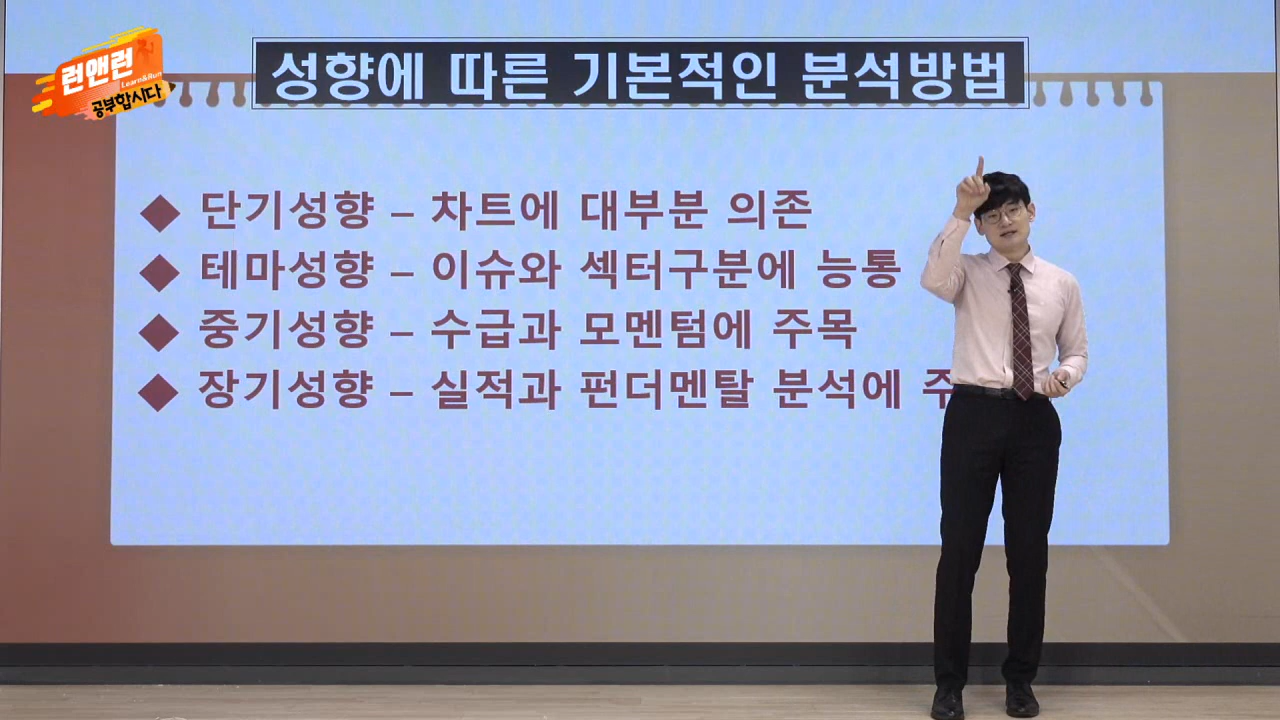 런앤런
Learn&Run
공부합시다
성향에 따른 기본적인 분석방법
◆ 단기성향 – 차트에 대부분 의존
◆ 테마성향 – 이슈와 섹터구분에 능통
◆ 중기성향 – 수급과 모멘텀에 주목
◆ 장기성향 – 실적과 펀더멘탈 분석에